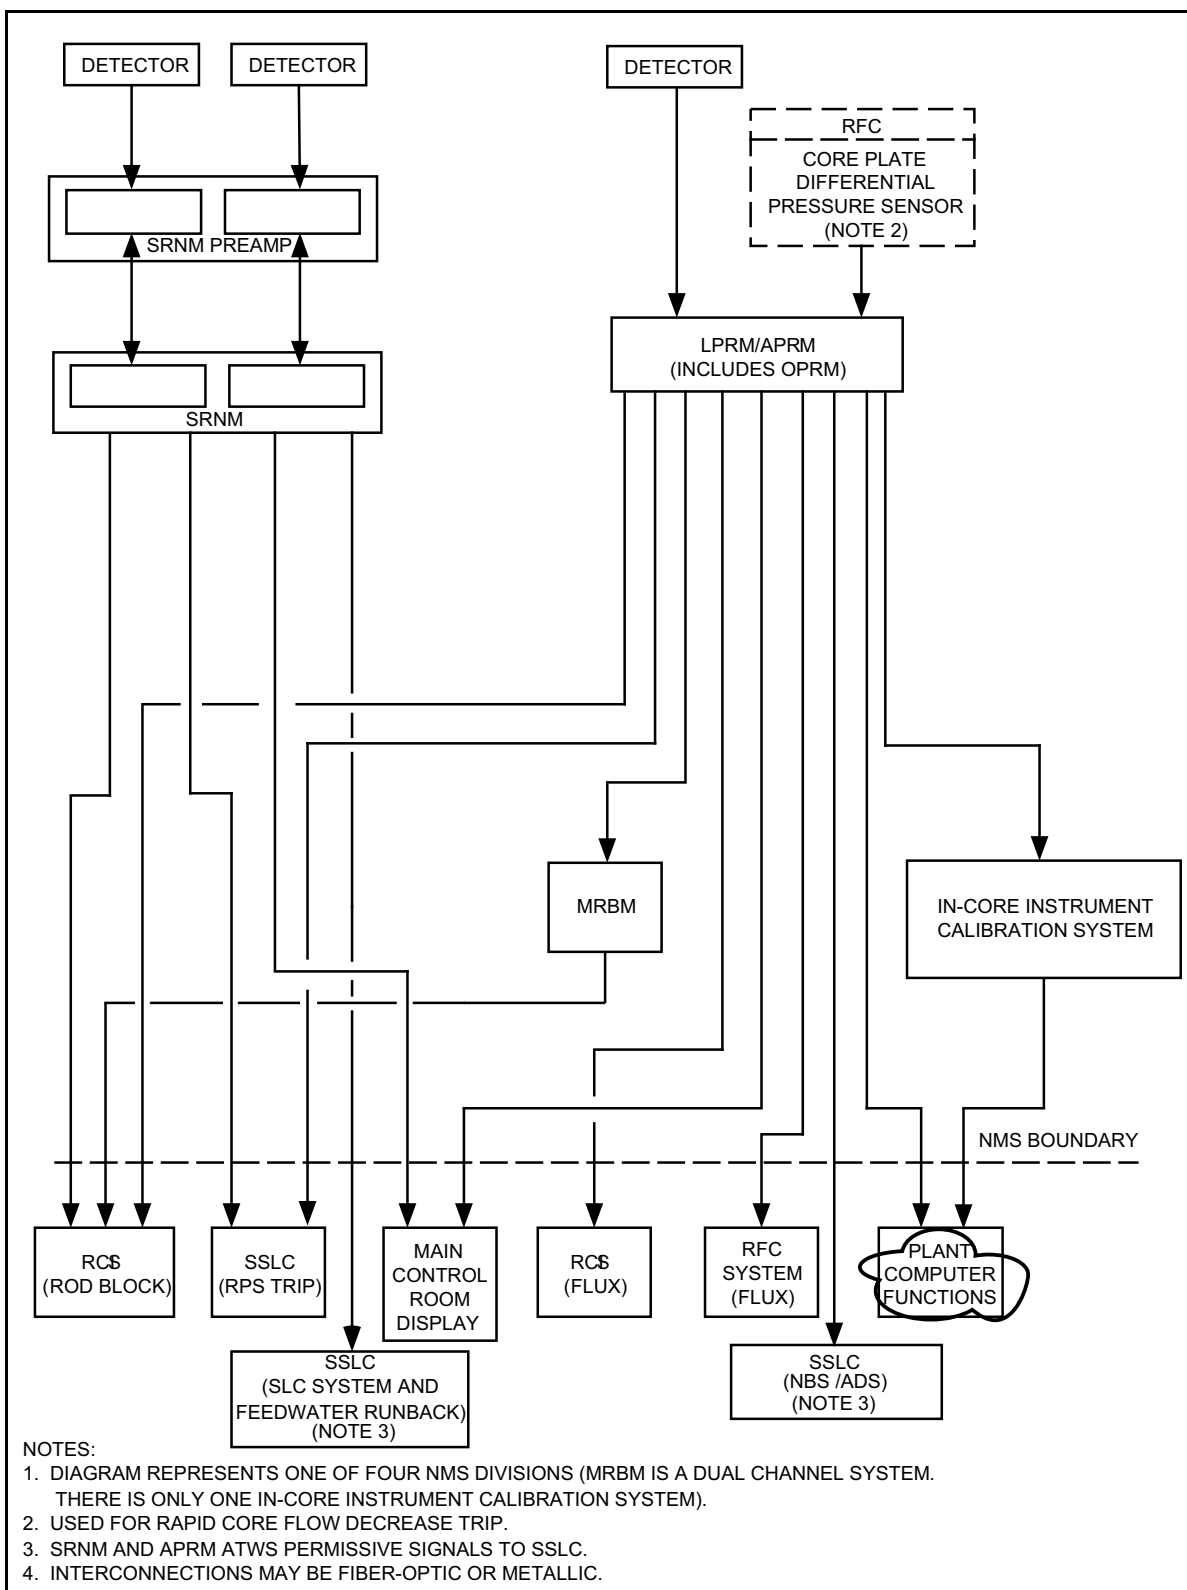 DETECTOR
DETECTOR
DETECTOR
RFC
CORE PLATE
DIFFERENTIAL
PRESSURE SENSOR
(NOTE 2)
SRNM PREAMP
LPRM/APRM
(INCLUDES OPRM)
SRNM
MRBM
IN-CORE INSTRUMENT
CALIBRATION SYSTEM
NMS BOUNDARY
RCIS
(ROD BLOCK)
SSLC
(RPS TRIP)
MAIN
CONTROL
ROOM
DISPLAY
RCIS
(FLUX)
RFC
SYSTEM
(FLUX)
PLANT
COMPUTER
FUNCTIONS
SSLC
(SLC SYSTEM AND
FEEDWATER RUNBACK)
(NOTE 3)
SSLC
(NBS /ADS)
(NOTE 3)
NOTES:
1. DIAGRAM REPRESENTS ONE OF FOUR NMS DIVISIONS (MRBM IS A DUAL CHANNEL SYSTEM.
THERE IS ONLY ONE IN-CORE INSTRUMENT CALIBRATION SYSTEM).
2. USED FOR RAPID CORE FLOW DECREASE TRIP.
3. SRNM AND APRM ATWS PERMISSIVE SIGNALS TO SSLC.
4. INTERCONNECTIONS MAY BE FIBER-OPTIC OR METALLIC.